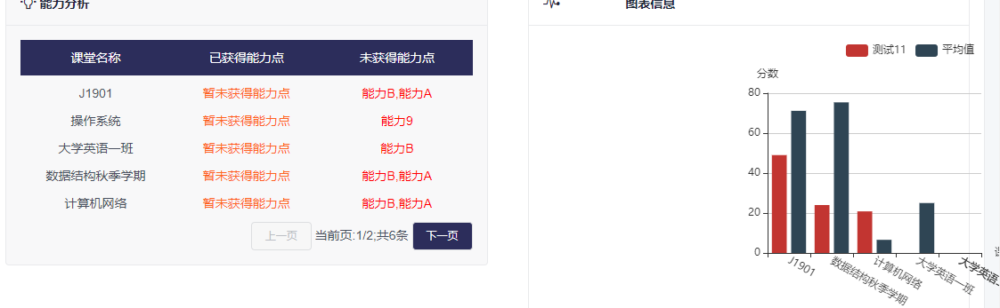 能力分析
课堂名称 已获得能力点 未获得能力点
J1901 暂未获得能力点 能力B,能力A
操作系统 暂未获得能力点 能力9
大学英语一班 暂未获得能力点 能力B
数据结构秋季学期 暂未获得能力点 能力B,能力A
计算机网络 暂未获得能力点 能力B,能力A
上一页 当前页:1/2;共6条 下一页
图表信息
测试11 平均值
分数
80
60
40
20
0
J1901
数据结构秋季学期
计算机网络
大学英语一班
大学英语